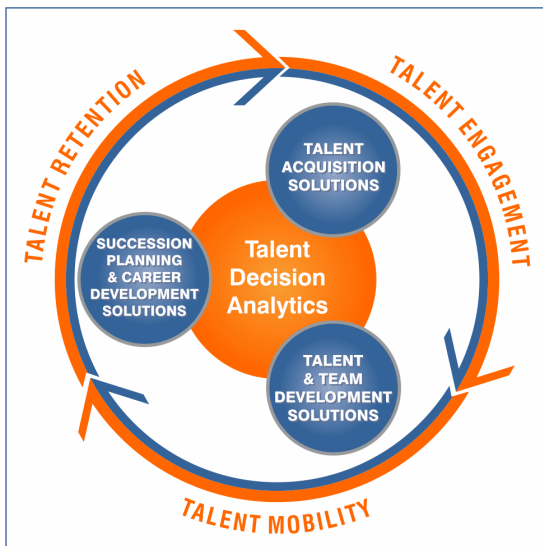 TALENT RETENTION
TALENT ENGAGEMENT
TALENT
ACQUISITION
SOLUTIONS
SUCCESSION
PLANNING
& CAREER
DEVELOPMENT
SOLUTIONS
Talent
Decision
Analytics
TALENT
& TEAM
DEVELOPMENT
SOLUTIONS
TALENT MOBILITY